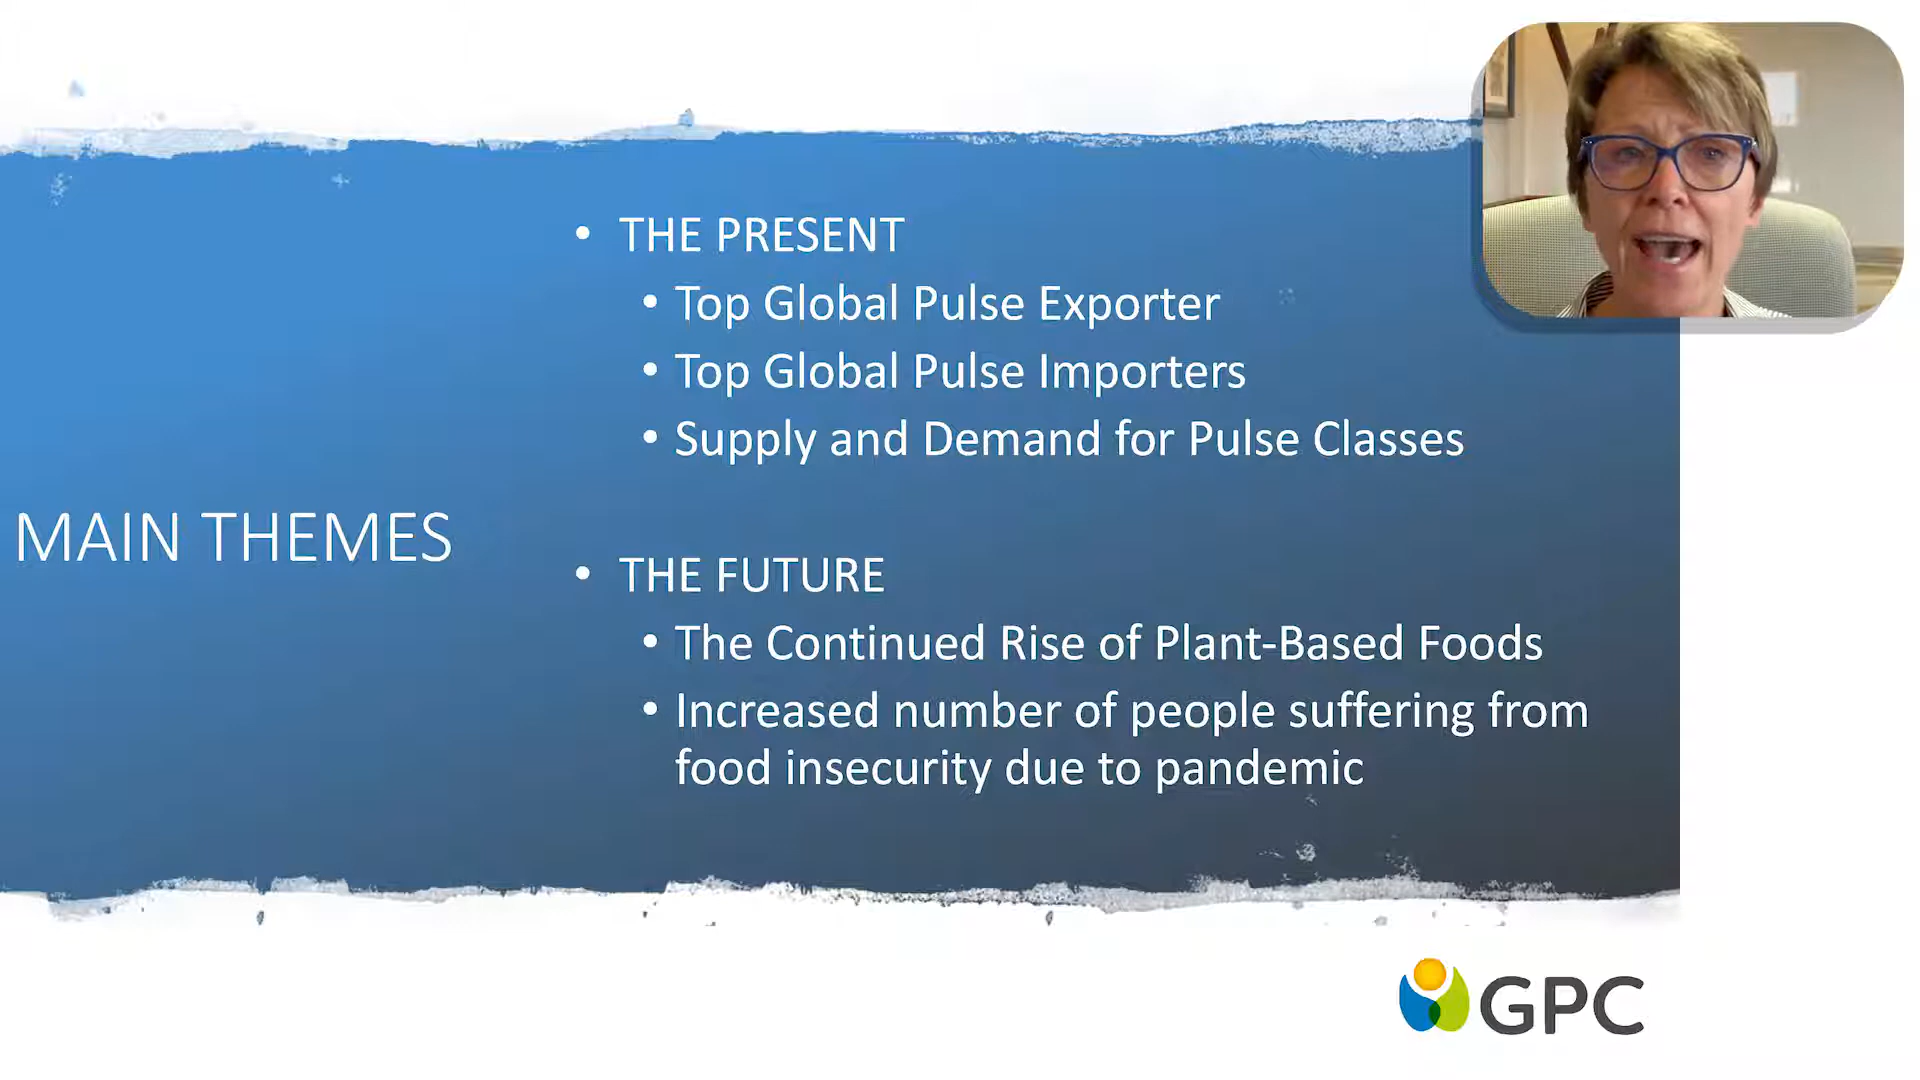 MAIN THEMES
• THE PRESENT
• Top Global Pulse Exporter
• Top Global Pulse Importers
• Supply and Demand for Pulse Classes
• THE FUTURE
• The Continued Rise of Plant-Based Foods
• Increased number of people suffering from
food insecurity due to pandemic
GPC